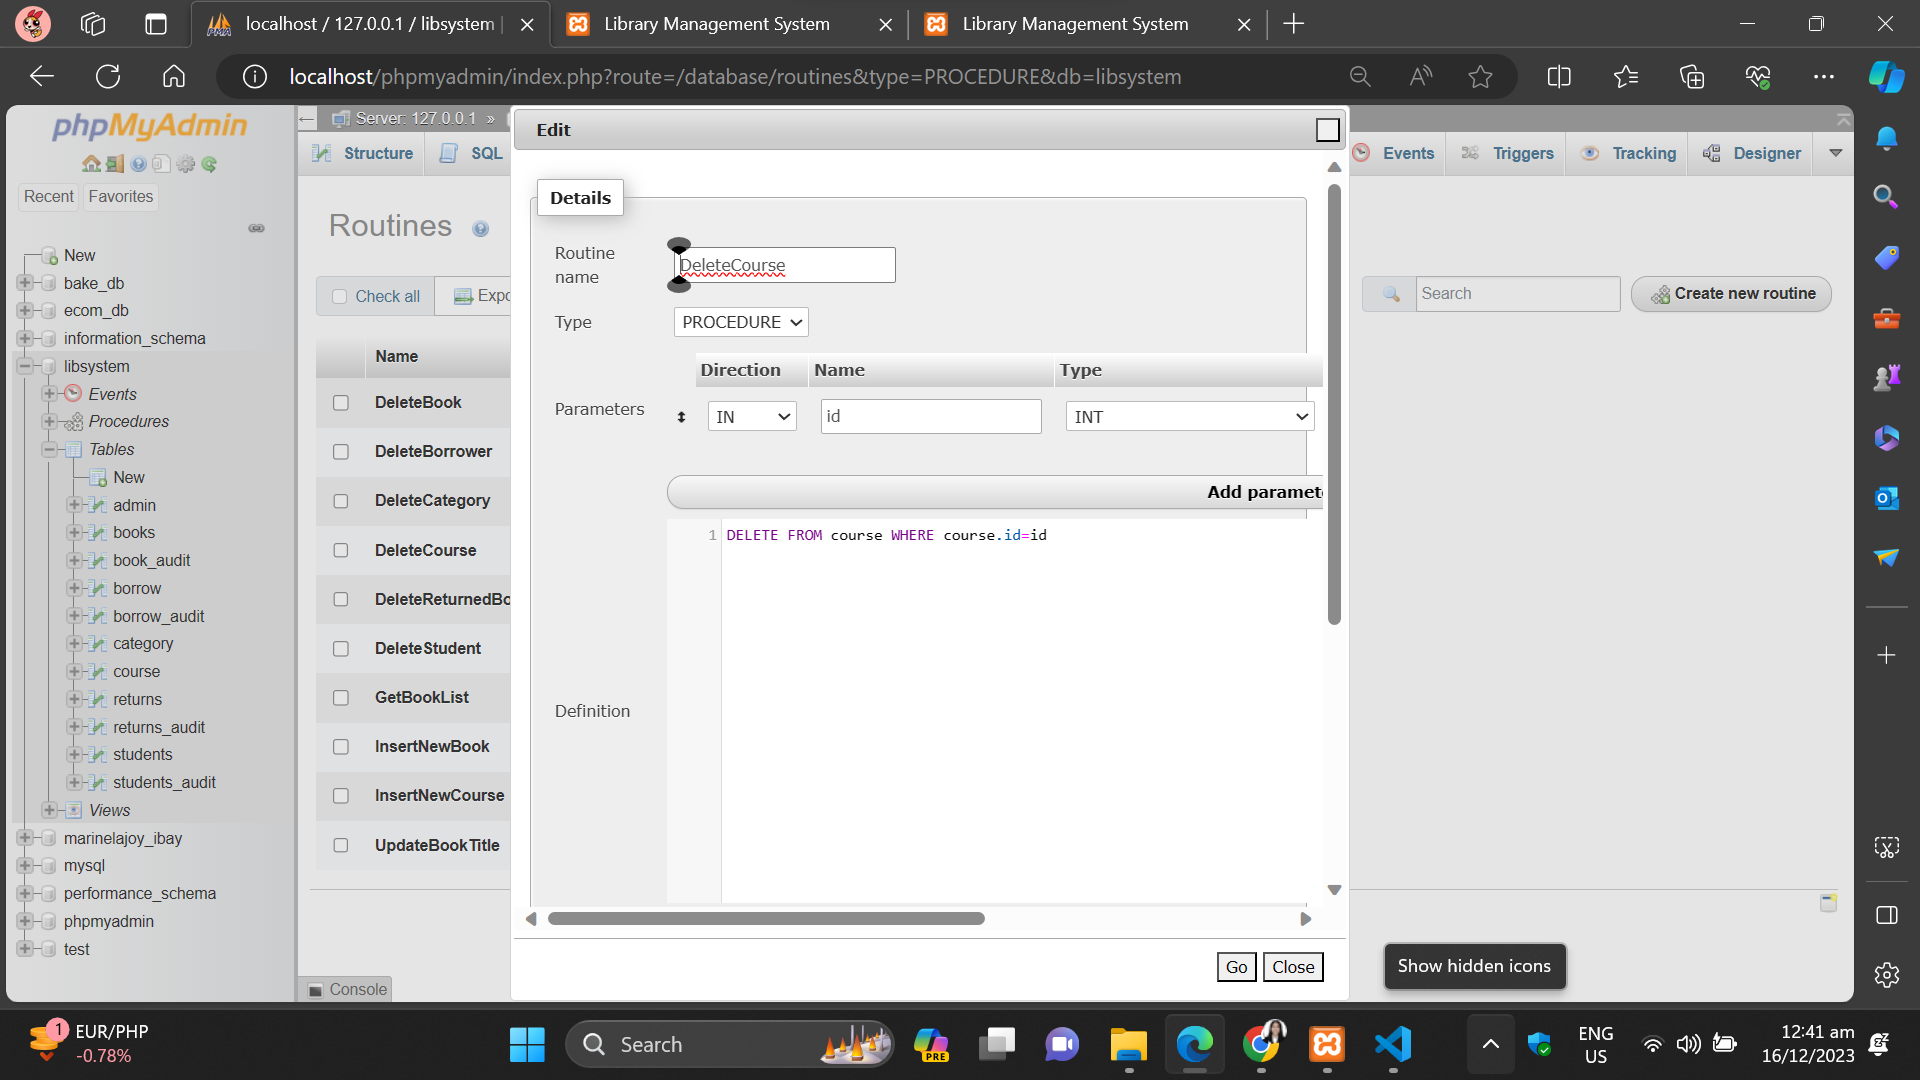 localhost / 127.0.0.1 / libsystem |
Library Management System
Library Management System
localhost/phpmyadmin/index.php?route=/database/routines&type=PROCEDURE&db=libsystem
phpMyAdmin
Recent
Favorites
New
bake_db
ecom_db
information_schema
libsystem
Events
Procedures
Tables
New
admin
books
book_audit
borrow
borrow_audit
category
course
returns
returns_audit
students
students_audit
Views
marinelajoy_ibay
mysql
performance_schema
phpmyadmin
test
Server: 127.0.0.1 »
Structure
SQL
Events
Triggers
Tracking
Designer
Routines
Check all
Expo
Search
Create new routine
Name
DeleteBook
DeleteBorrower
DeleteCategory
DeleteCourse
DeleteReturnedBo
DeleteStudent
GetBookList
InsertNewBook
InsertNewCourse
UpdateBookTitle
Console
Edit
Details
Routine name
DeleteCourse
Type
PROCEDURE
Parameters
Direction Name Type
IN id INT
Add paramet
Definition
1 DELETE FROM course WHERE course.id=id
Go
Close
Show hidden icons
1
EUR/PHP
-0.78%
Search
PRE
ENG
US
12:41 am
16/12/2023